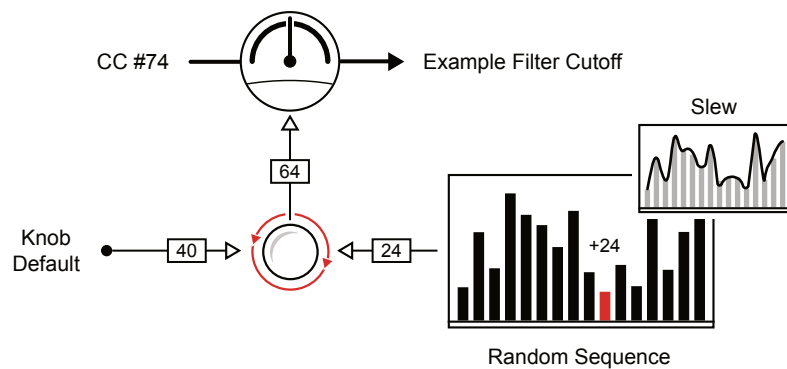 CC #74
Example Filter Cutoff
Slew
64
Knob
Default
40
24
+24
Random Sequence